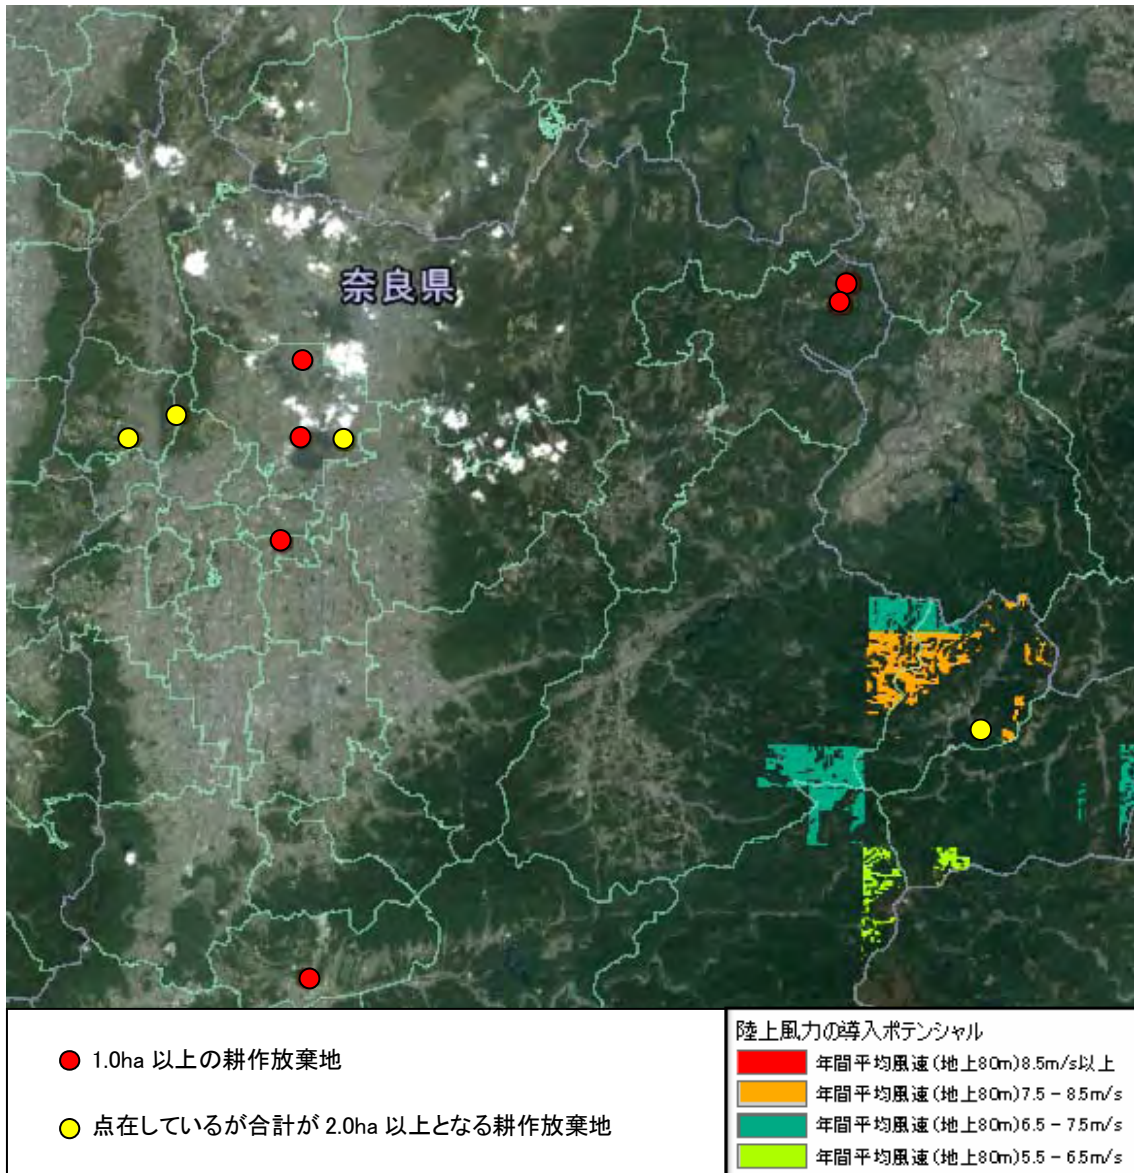 奈良県
1.0ha 以上の耕作放棄地
点在しているが合計が 2.0ha 以上となる耕作放棄地
陸上風力の導入ポテンシャル
年間平均風速(地上80m)8.5m/s以上
年間平均風速(地上80m)7.5 - 8.5m/s
年間平均風速(地上80m)6.5 - 7.5m/s
年間平均風速(地上80m)5.5 - 6.5m/s